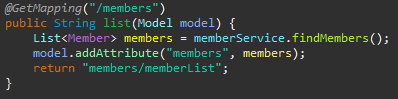 @GetMapping("/members")
public String list(Model model) {
    List<Member> members = memberService.findMembers();
    model.addAttribute("members", members);
    return "members/memberList";
}